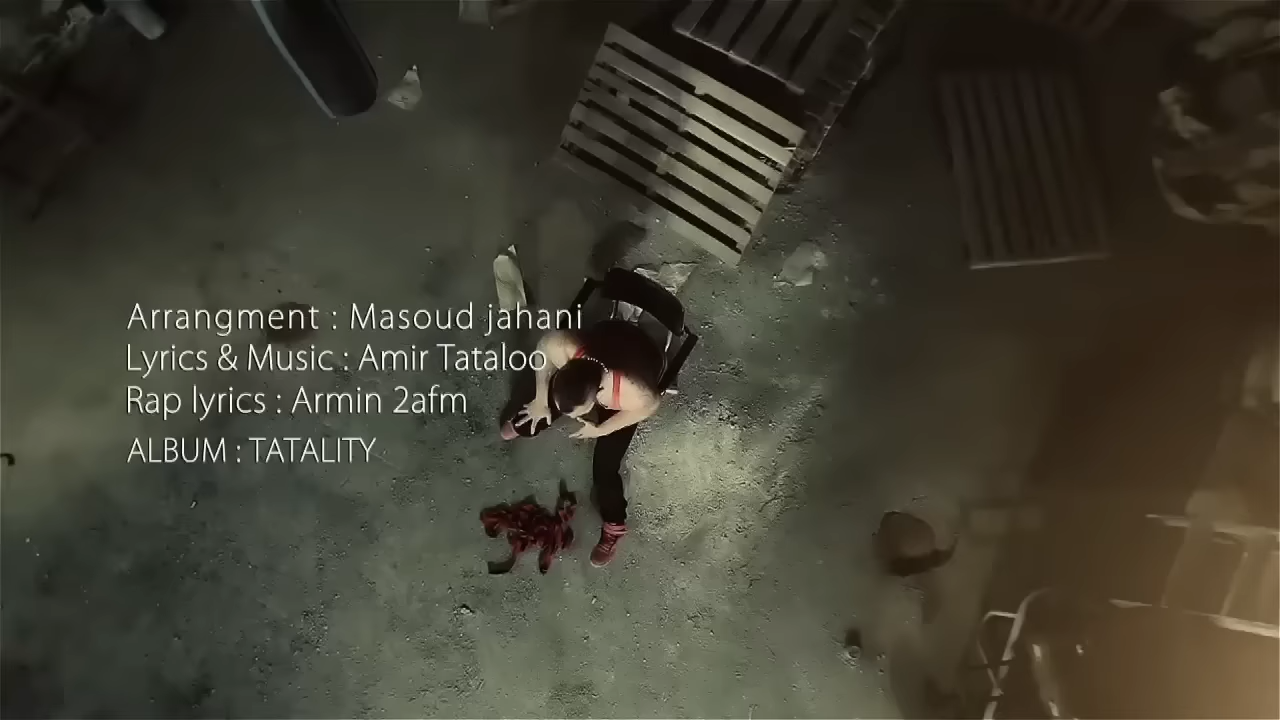 Arrangment : Masoud jahani
Lyrics & Music : Amir Tataloo
Rap lyrics : Armin 2afm
ALBUM : TATALITY